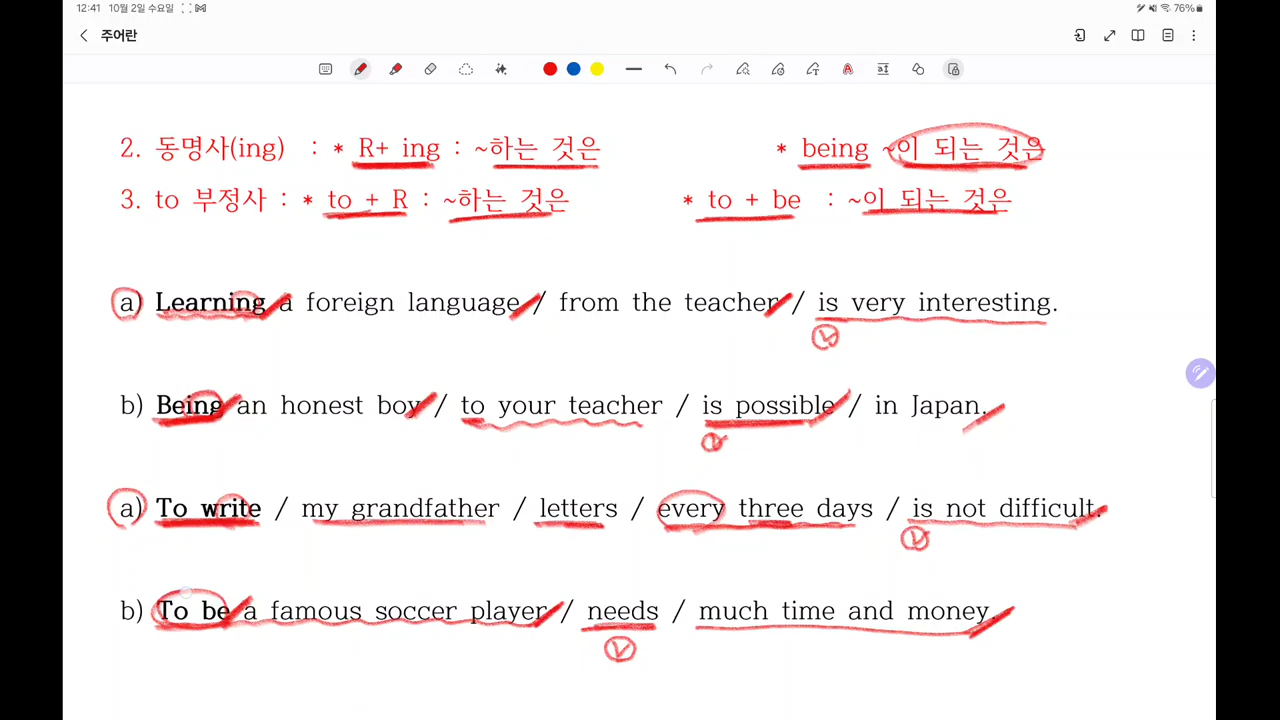 12:41 10월 2일 수요일 76%
주어란
2. 동명사(ing) : * R+ ing : ~하는 것은 * being ~이 되는 것은
3. to 부정사 : * to + R : ~하는 것은 * to + be : ~이 되는 것은
a) Learning a foreign language / from the teacher / is very interesting.
V
b) Being an honest boy / to your teacher / is possible / in Japan.
V
a) To write / my grandfather / letters / every three days / is not difficult.
V
b) To be a famous soccer player / needs / much time and money.
V